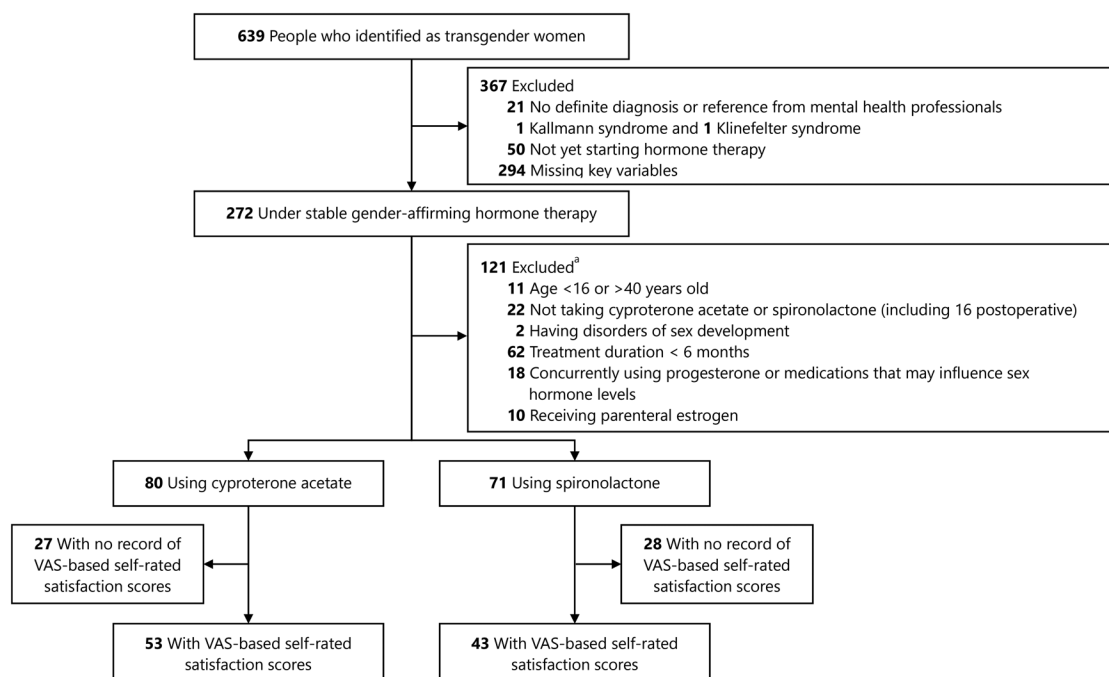 639 People who identified as transgender women
367 Excluded
21 No definite diagnosis or reference from mental health professionals
1 Kallmann syndrome and 1 Klinefelter syndrome
50 Not yet starting hormone therapy
294 Missing key variables
272 Under stable gender-affirming hormone therapy
121 Excludedᵃ
11 Age <16 or >40 years old
22 Not taking cyproterone acetate or spironolactone (including 16 postoperative)
2 Having disorders of sex development
62 Treatment duration < 6 months
18 Concurrently using progesterone or medications that may influence sex
hormone levels
10 Receiving parenteral estrogen
80 Using cyproterone acetate
71 Using spironolactone
27 With no record of
VAS-based self-rated
satisfaction scores
28 With no record of
VAS-based self-rated
satisfaction scores
53 With VAS-based self-rated
satisfaction scores
43 With VAS-based self-rated
satisfaction scores